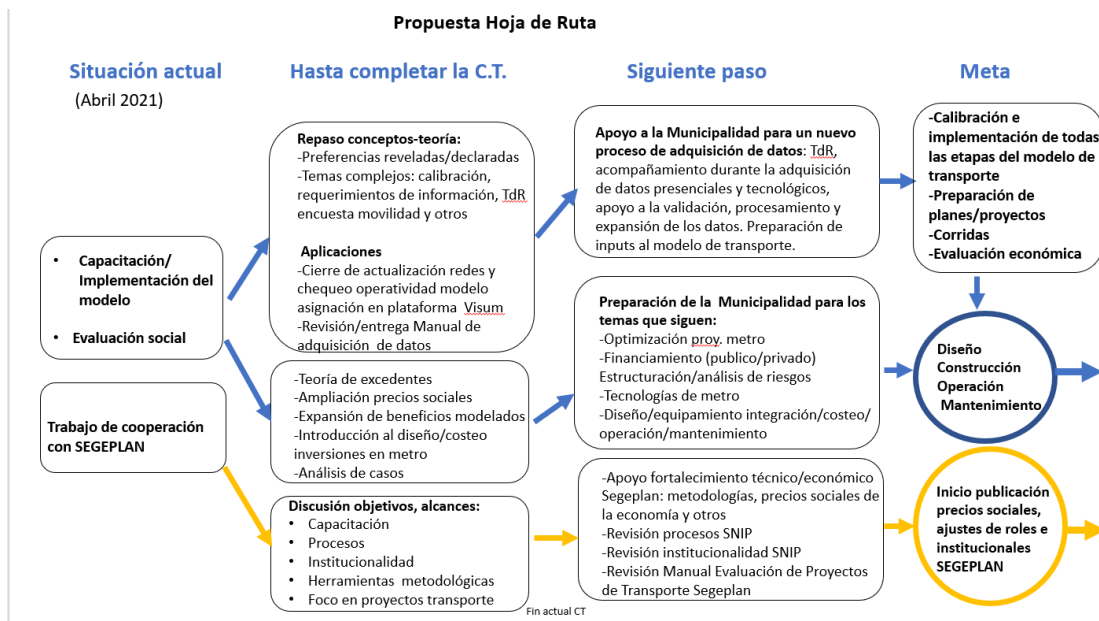 Propuesta Hoja de Ruta
Situación actual
(Abril 2021)
Hasta completar la C.T.
Siguiente paso
Meta
• Capacitación/
Implementación del
modelo
• Evaluación social
Trabajo de cooperación
con SEGEPLAN
Repaso conceptos-teoría:
-Preferencias reveladas/declaradas
-Temas complejos: calibración,
requerimientos de información, TdR
encuesta movilidad y otros
Aplicaciones
-Cierre de actualización redes y
chequeo operatividad modelo
asignación en plataforma Visum
-Revisión/entrega Manual de
adquisición de datos
-Teoría de excedentes
-Ampliación precios sociales
-Expansión de beneficios modelados
-Introducción al diseño/costeo
inversiones en metro
-Análisis de casos
Discusión objetivos, alcances:
• Capacitación
• Procesos
• Institucionalidad
• Herramientas metodológicas
• Foco en proyectos transporte
Fin actual CT
Apoyo a la Municipalidad para un nuevo
proceso de adquisición de datos: TdR,
acompañamiento durante la adquisición
de datos presenciales y tecnológicos,
apoyo a la validación, procesamiento y
expansión de los datos. Preparación de
inputs al modelo de transporte.
Preparación de la Municipalidad para los
temas que siguen:
-Optimización proy. metro
-Financiamiento (publico/privado)
Estructuración/análisis de riesgos
-Tecnologías de metro
-Diseño/equipamiento integración/costeo/
operación/mantenimiento
-Apoyo fortalecimiento técnico/económico
Segeplan: metodologías, precios sociales de
la economía y otros
-Revisión procesos SNIP
-Revisión institucionalidad SNIP
-Revisión Manual Evaluación de Proyectos
de Transporte Segeplan
-Calibración e
implementación de todas
las etapas del modelo de
transporte
-Preparación de
planes/proyectos
-Corridas
-Evaluación económica
Diseño
Construcción
Operación
Mantenimiento
Inicio publicación
precios sociales,
ajustes de roles e
institucionales
SEGEPLAN